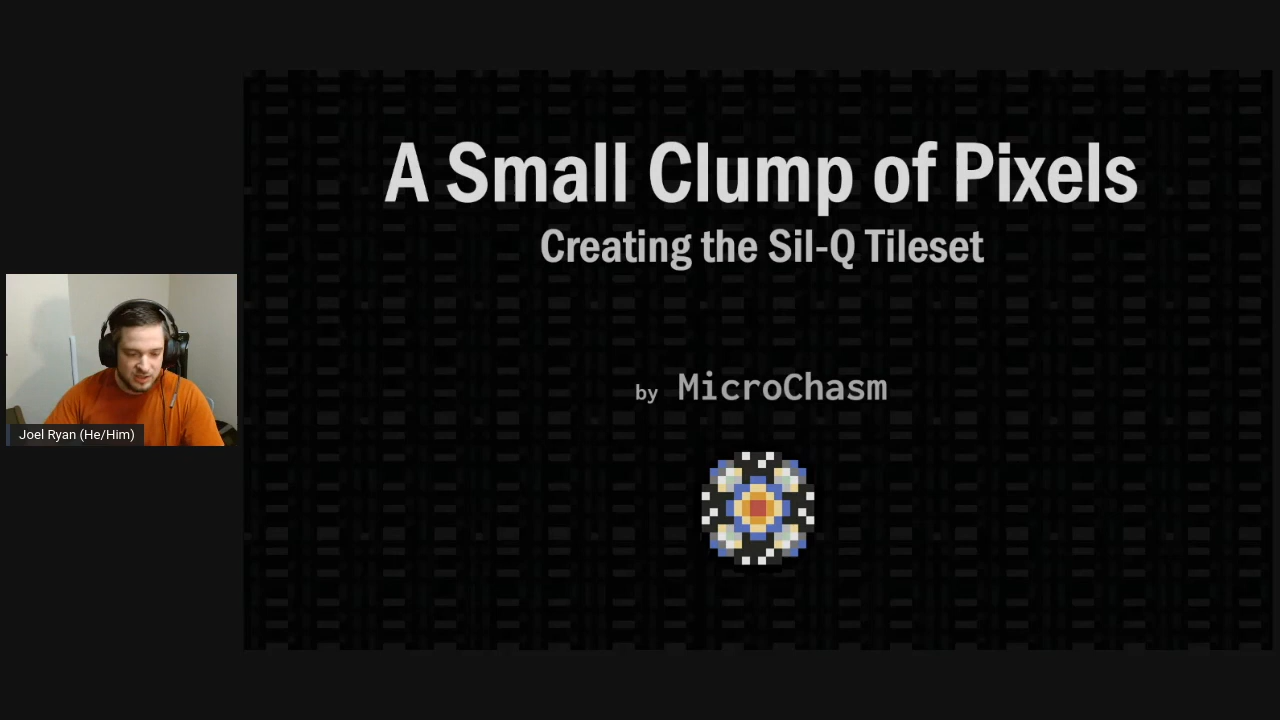 A Small Clump of Pixels
Creating the Sil-Q Tileset
by MicroChasm
Joel Ryan (He/Him)